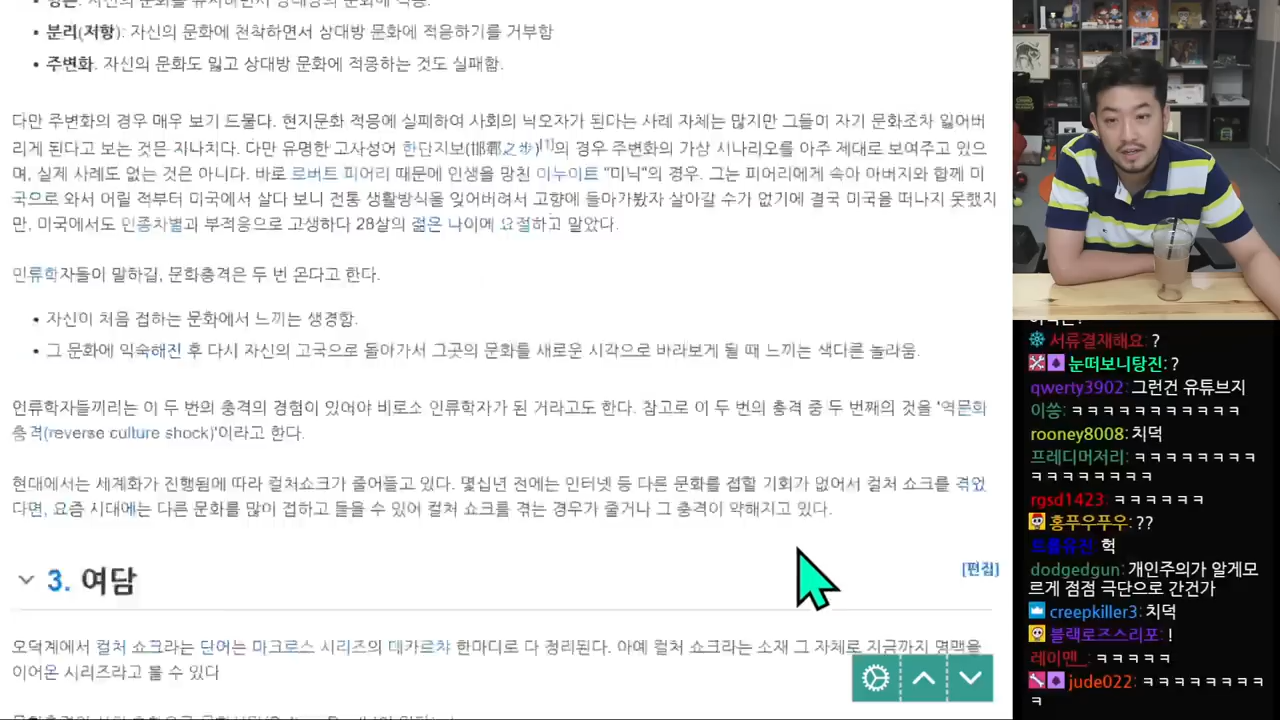 분리(저항): 자신의 문화에 천착하면서 상대방 문화에 적응하기를 거부함
주변화. 자신의 문화도 잃고 상대방 문화에 적응하는 것도 실패함.
다만 주변화의 경우 매우 보기 드물다. 현지문화 적응에 실패하여 사회의 낙오자가 된다는 사례 자체는 많지만 그들이 자기 문화조차 잃어버
리게 된다고 보는 것은 지나치다. 다만 유명한 고사성어 한단지보(邯鄲之步)[1]의 경우 주변화의 가상 시나리오를 아주 제대로 보여주고 있으
며, 실제 사례도 없는 것은 아니다. 바로 로버트 피어리 때문에 인생을 망친 이누이트 "미닉"의 경우. 그는 피어리에게 속아 아버지와 함께 미
국으로 와서 어릴 적부터 미국에서 살다 보니 전통 생활방식을 잊어버려서 고향에 돌아가봤자 살아갈 수가 없기에 결국 미국을 떠나지 못했지
만, 미국에서도 인종차별과 부적응으로 고생하다 28살의 젊은 나이에 요절하고 말았다.
인류학자들이 말하길, 문화충격은 두 번 온다고 한다.
자신이 처음 접하는 문화에서 느끼는 생경함.
그 문화에 익숙해진 후 다시 자신의 고국으로 돌아가서 그곳의 문화를 새로운 시각으로 바라보게 될 때 느끼는 색다른 놀라움.
인류학자들끼리는 이 두 번의 충격의 경험이 있어야 비로소 인류학자가 된 거라고도 한다. 참고로 이 두 번의 충격 중 두 번째의 것을 '역문화
충격(reverse culture shock)'이라고 한다.
현대에서는 세계화가 진행됨에 따라 컬처쇼크가 줄어들고 있다. 몇십년 전에는 인터넷 등 다른 문화를 접할 기회가 없어서 컬처 쇼크를 겪었
다면, 요즘 시대에는 다른 문화를 많이 접하고 들을 수 있어 컬처 쇼크를 겪는 경우가 줄거나 그 충격이 약해지고 있다.
3. 여담 [편집]
오덕계에서 컬처 쇼크라는 단어는 마크로스 시리즈의 데카르챠 한마디로 다 정리된다. 아예 컬처 쇼크라는 소재 그 자체로 지금까지 명맥을
이어온 시리즈라고 볼 수 있다
서류결재해요: ?
눈떠보니탕진: ?
qwerty3902: 그런건 유튜브지
이쏭: ㅋㅋㅋㅋㅋㅋㅋㅋㅋㅋㅋ
rooney8008: 치덕
프레디머저리: ㅋㅋㅋㅋㅋㅋㅋㅋ
ㅋㅋㅋㅋㅋㅋㅋㅋ
rgsd1423: ㅋㅋㅋㅋㅋㅋ
홍푸우푸우: ??
트롤유진: 헉
dodgedgun: 개인주의가 알게모
르게 점점 극단으로 간건가
creepkiller3: 치덕
블랙로즈스리포: !
레이맨_: ㅋㅋㅋㅋㅋ
jude022: ㅋㅋㅋㅋㅋㅋㅋㅋㅋ
ㅋ